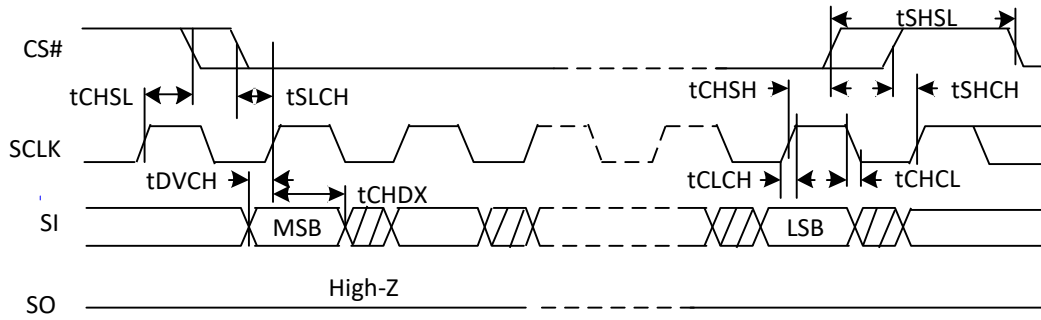 tSHSL
CS#
tCHSL
tSLCH
tCHSH
tSHCH
SCLK
tDVCH
tCHDX
tCLCH
tCHCL
SI
MSB
LSB
High-Z
SO